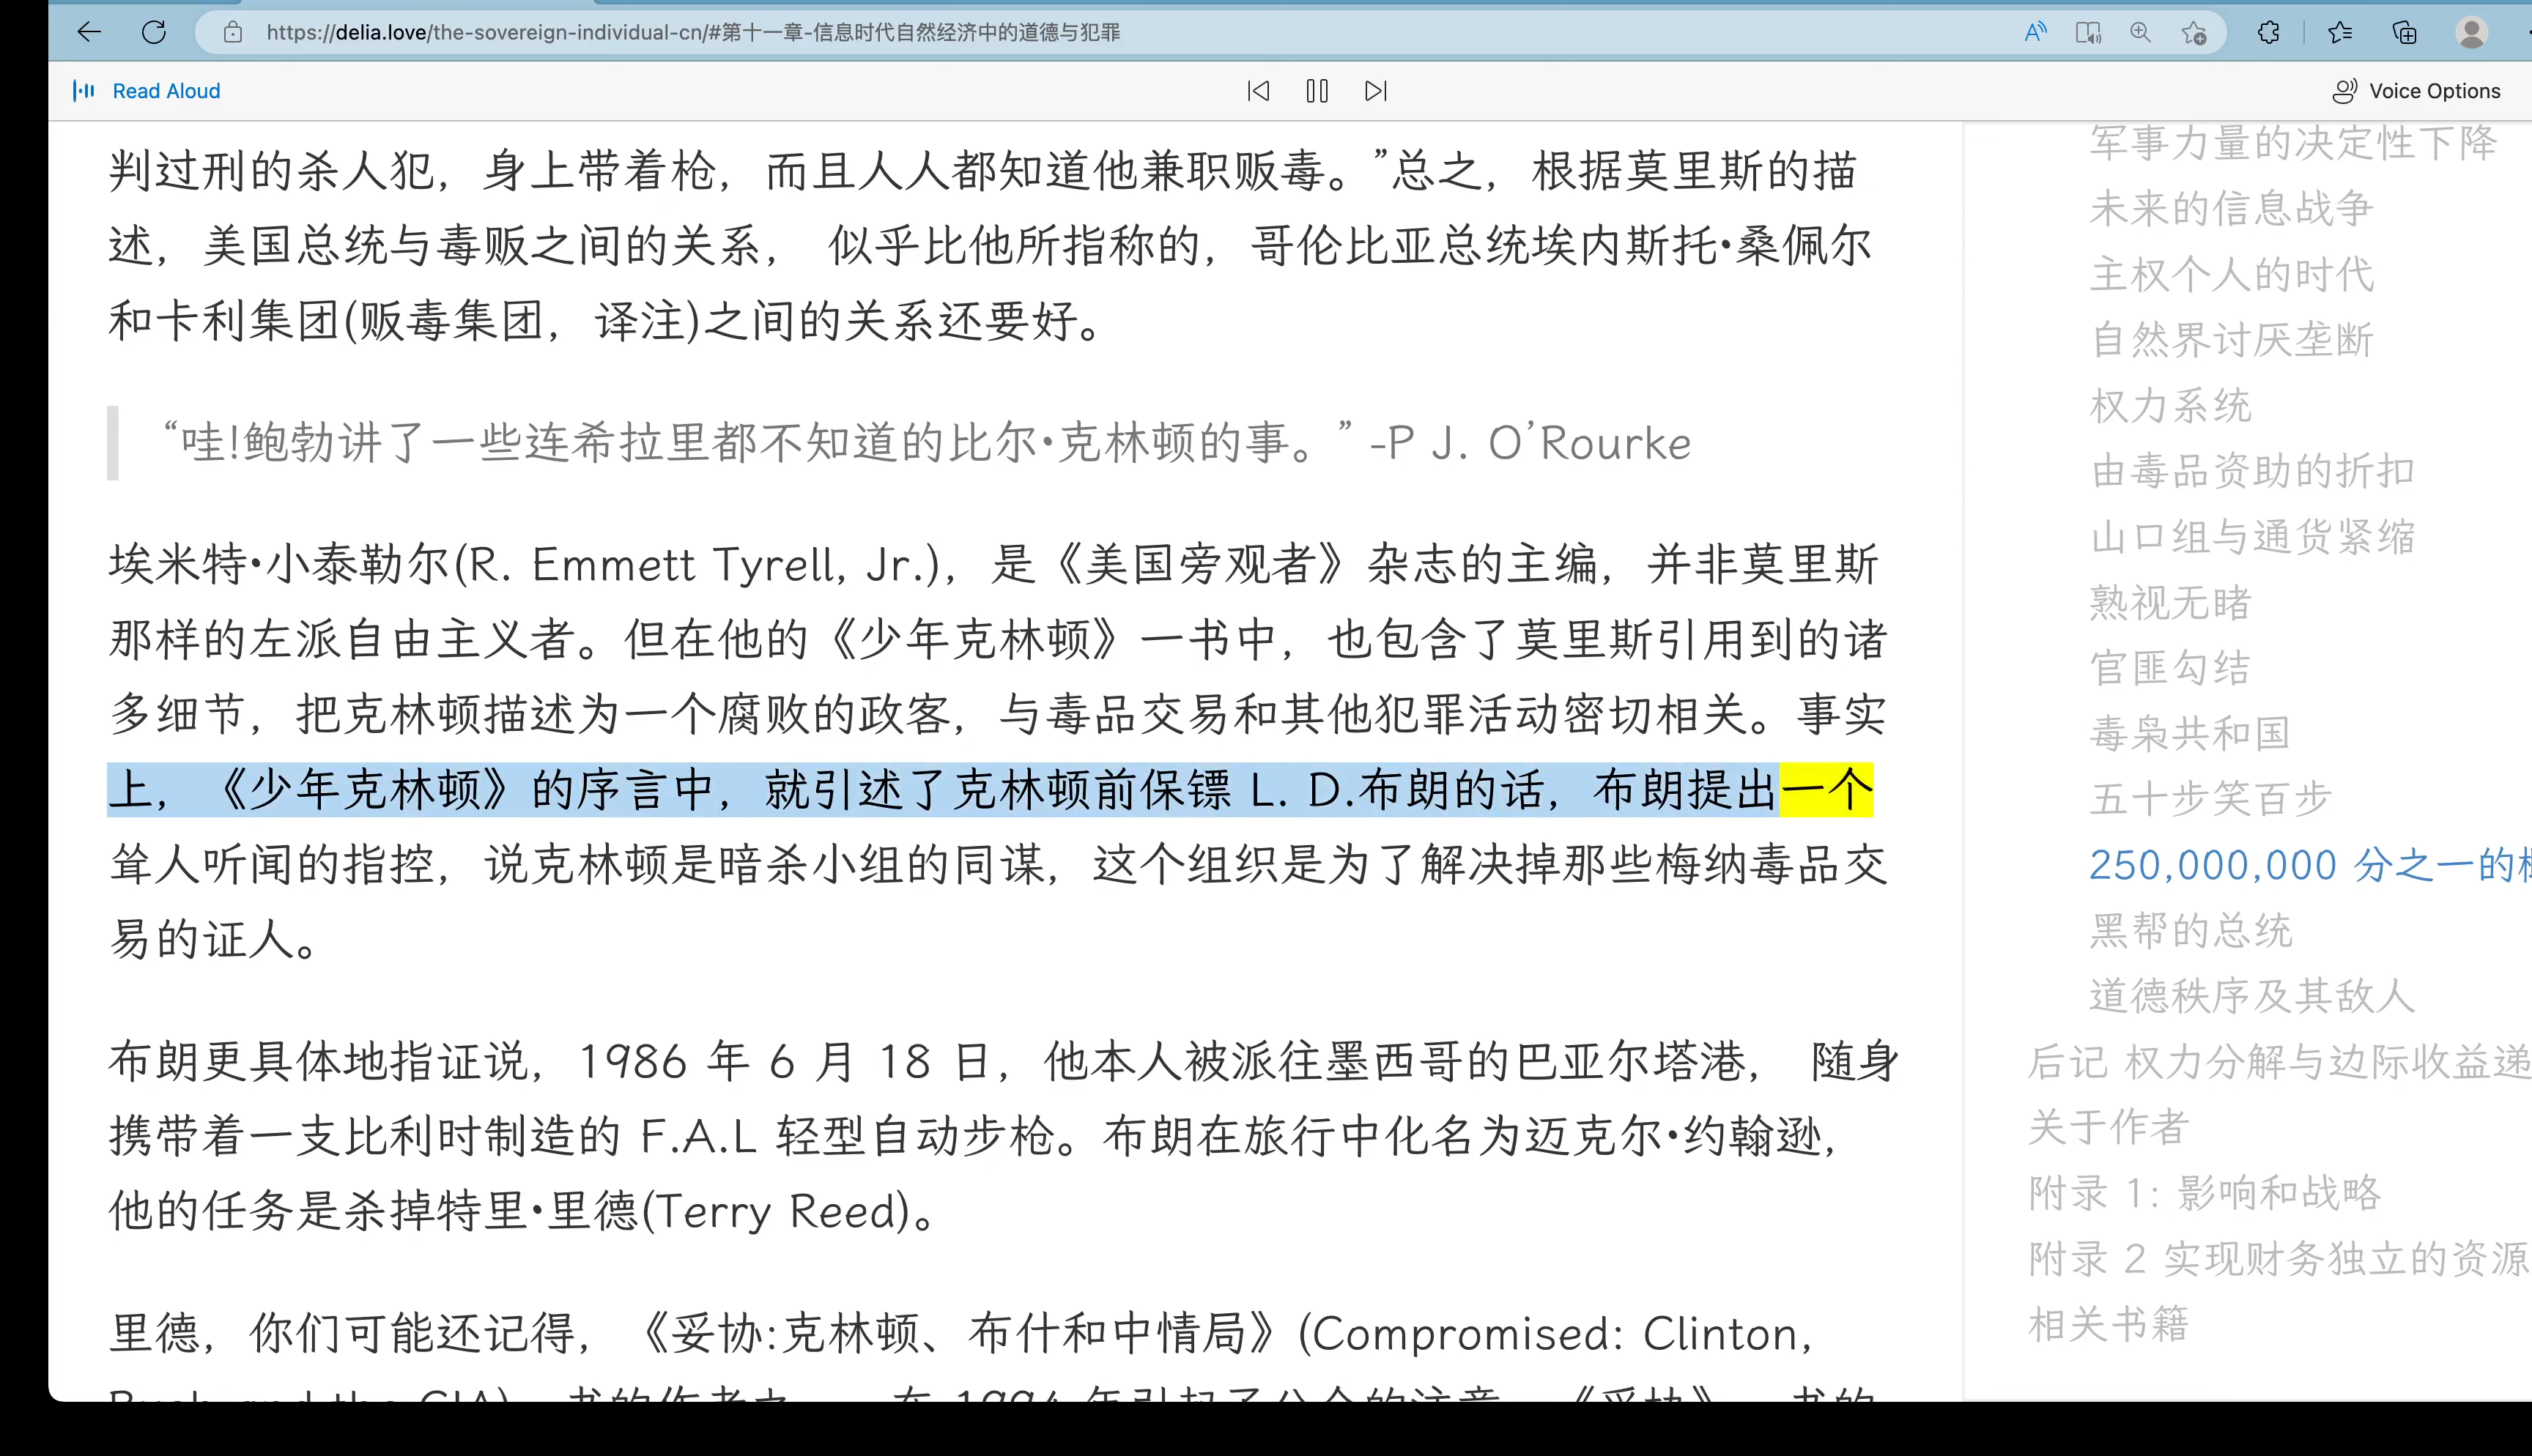 https://delia.love/the-sovereign-individual-cn/#第十一章-信息时代自然经济中的道德与犯罪
Read Aloud
Voice Options
判过刑的杀人犯，身上带着枪，而且人人都知道他兼职贩毒。”总之，根据莫里斯的描
述，美国总统与毒贩之间的关系， 似乎比他所指称的，哥伦比亚总统埃内斯托·桑佩尔
和卡利集团(贩毒集团，译注)之间的关系还要好。
“哇!鲍勃讲了一些连希拉里都不知道的比尔·克林顿的事。” -P J. O’Rourke
埃米特·小泰勒尔(R. Emmett Tyrell, Jr.)，是《美国旁观者》杂志的主编，并非莫里斯
那样的左派自由主义者。但在他的《少年克林顿》一书中，也包含了莫里斯引用到的诸
多细节，把克林顿描述为一个腐败的政客，与毒品交易和其他犯罪活动密切相关。事实
上，《少年克林顿》的序言中，就引述了克林顿前保镖 L. D.布朗的话，布朗提出一个
耸人听闻的指控，说克林顿是暗杀小组的同谋，这个组织是为了解决掉那些梅纳毒品交
易的证人。
布朗更具体地指证说，1986 年 6 月 18 日，他本人被派往墨西哥的巴亚尔塔港， 随身
携带着一支比利时制造的 F.A.L 轻型自动步枪。布朗在旅行中化名为迈克尔·约翰逊，
他的任务是杀掉特里·里德(Terry Reed)。
里德，你们可能还记得，《妥协:克林顿、布什和中情局》(Compromised: Clinton,
军事力量的决定性下降
未来的信息战争
主权个人的时代
自然界讨厌垄断
权力系统
由毒品资助的折扣
山口组与通货紧缩
熟视无睹
官匪勾结
毒枭共和国
五十步笑百步
250,000,000 分之一的
黑帮的总统
道德秩序及其敌人
后记 权力分解与边际收益递
关于作者
附录 1: 影响和战略
附录 2 实现财务独立的资源
相关书籍